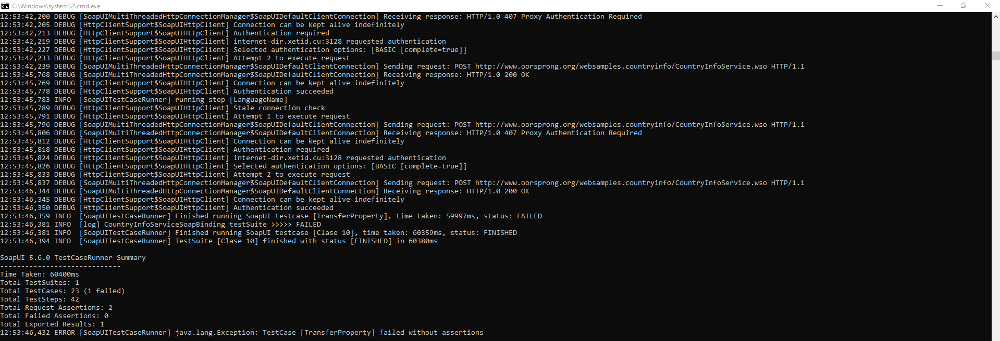 C:\Windows\system32\cmd.exe
12:53:42,200 DEBUG [SoapUIMultiThreadedHttpConnectionManager$SoapUIDefaultClientConnection] Receiving response: HTTP/1.0 407 Proxy Authentication Required
12:53:42,205 DEBUG [HttpClientSupport$SoapUIHttpClient] Connection can be kept alive indefinitely
12:53:42,213 DEBUG [HttpClientSupport$SoapUIHttpClient] Authentication required
12:53:42,219 DEBUG [HttpClientSupport$SoapUIHttpClient] internet-dir.xetid.cu:3128 requested authentication
12:53:42,227 DEBUG [HttpClientSupport$SoapUIHttpClient] Selected authentication options: [BASIC [complete=true]]
12:53:42,233 DEBUG [HttpClientSupport$SoapUIHttpClient] Attempt 2 to execute request
12:53:42,239 DEBUG [SoapUIMultiThreadedHttpConnectionManager$SoapUIDefaultClientConnection] Sending request: POST http://www.oorsprong.org/websamples.countryinfo/CountryInfoService.wso HTTP/1.1
12:53:45,768 DEBUG [SoapUIMultiThreadedHttpConnectionManager$SoapUIDefaultClientConnection] Receiving response: HTTP/1.0 200 OK
12:53:45,769 DEBUG [HttpClientSupport$SoapUIHttpClient] Connection can be kept alive indefinitely
12:53:45,778 DEBUG [HttpClientSupport$SoapUIHttpClient] Authentication succeeded
12:53:45,783 INFO  [SoapUITestCaseRunner] running step [LanguageName]
12:53:45,789 DEBUG [HttpClientSupport$SoapUIHttpClient] Stale connection check
12:53:45,791 DEBUG [HttpClientSupport$SoapUIHttpClient] Attempt 1 to execute request
12:53:45,796 DEBUG [SoapUIMultiThreadedHttpConnectionManager$SoapUIDefaultClientConnection] Sending request: POST http://www.oorsprong.org/websamples.countryinfo/CountryInfoService.wso HTTP/1.1
12:53:45,806 DEBUG [SoapUIMultiThreadedHttpConnectionManager$SoapUIDefaultClientConnection] Receiving response: HTTP/1.0 407 Proxy Authentication Required
12:53:45,812 DEBUG [HttpClientSupport$SoapUIHttpClient] Connection can be kept alive indefinitely
12:53:45,818 DEBUG [HttpClientSupport$SoapUIHttpClient] Authentication required
12:53:45,824 DEBUG [HttpClientSupport$SoapUIHttpClient] internet-dir.xetid.cu:3128 requested authentication
12:53:45,826 DEBUG [HttpClientSupport$SoapUIHttpClient] Selected authentication options: [BASIC [complete=true]]
12:53:45,833 DEBUG [HttpClientSupport$SoapUIHttpClient] Attempt 2 to execute request
12:53:45,837 DEBUG [SoapUIMultiThreadedHttpConnectionManager$SoapUIDefaultClientConnection] Sending request: POST http://www.oorsprong.org/websamples.countryinfo/CountryInfoService.wso HTTP/1.1
12:53:46,344 DEBUG [SoapUIMultiThreadedHttpConnectionManager$SoapUIDefaultClientConnection] Receiving response: HTTP/1.0 200 OK
12:53:46,345 DEBUG [HttpClientSupport$SoapUIHttpClient] Connection can be kept alive indefinitely
12:53:46,350 DEBUG [HttpClientSupport$SoapUIHttpClient] Authentication succeeded
12:53:46,359 INFO  [SoapUITestCaseRunner] Finished running SoapUI testcase [TransferProperty], time taken: 59997ms, status: FAILED
12:53:46,381 INFO  [log] CountryInfoServiceSoapBinding testSuite >>>>> FAILED
12:53:46,381 INFO  [SoapUITestCaseRunner] Finished running SoapUI testcase [Clase 10], time taken: 60359ms, status: FINISHED
12:53:46,394 INFO  [SoapUITestCaseRunner] TestSuite [Clase 10] finished with status [FINISHED] in 60380ms
SoapUI 5.6.0 TestCaseRunner Summary
-----------------------------
Time Taken: 60400ms
Total TestSuites: 1
Total TestCases: 23 (1 failed)
Total TestSteps: 42
Total Request Assertions: 2
Total Failed Assertions: 0
Total Exported Results: 1
12:53:46,432 ERROR [SoapUITestCaseRunner] java.lang.Exception: TestCase [TransferProperty] failed without assertions